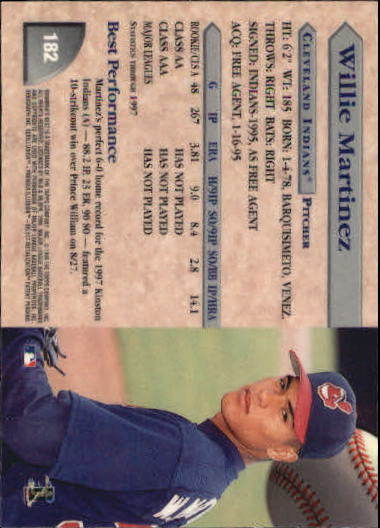 Willie Martinez
CLEVELAND INDIANS® PITCHER
HT: 6'2" WT: 185 BORN: 1-4-78, BARQUISIMETO, VENEZ.
THROWS: RIGHT BATS: RIGHT
SIGNED: INDIANS-1995, AS FREE AGENT
ACQ: FREE AGENT, 1-16-95
G IP ERA H/9IP SO/9IP SO/BB IP/HRA
ROOKIE/CLS A 48 267 3.81 9.0 8.4 2.8 14.1
CLASS AA HAS NOT PLAYED
CLASS AAA HAS NOT PLAYED
MAJOR LEAGUES HAS NOT PLAYED
STATISTICS THROUGH 1997
Best Performance
Martinez's perfect 6-0 home record for the 1997 Kinston
Indians (A) — 88.2 IP, 23 ER, 90 SO — featured a
10-strikeout win over Prince William on 8/27.
182